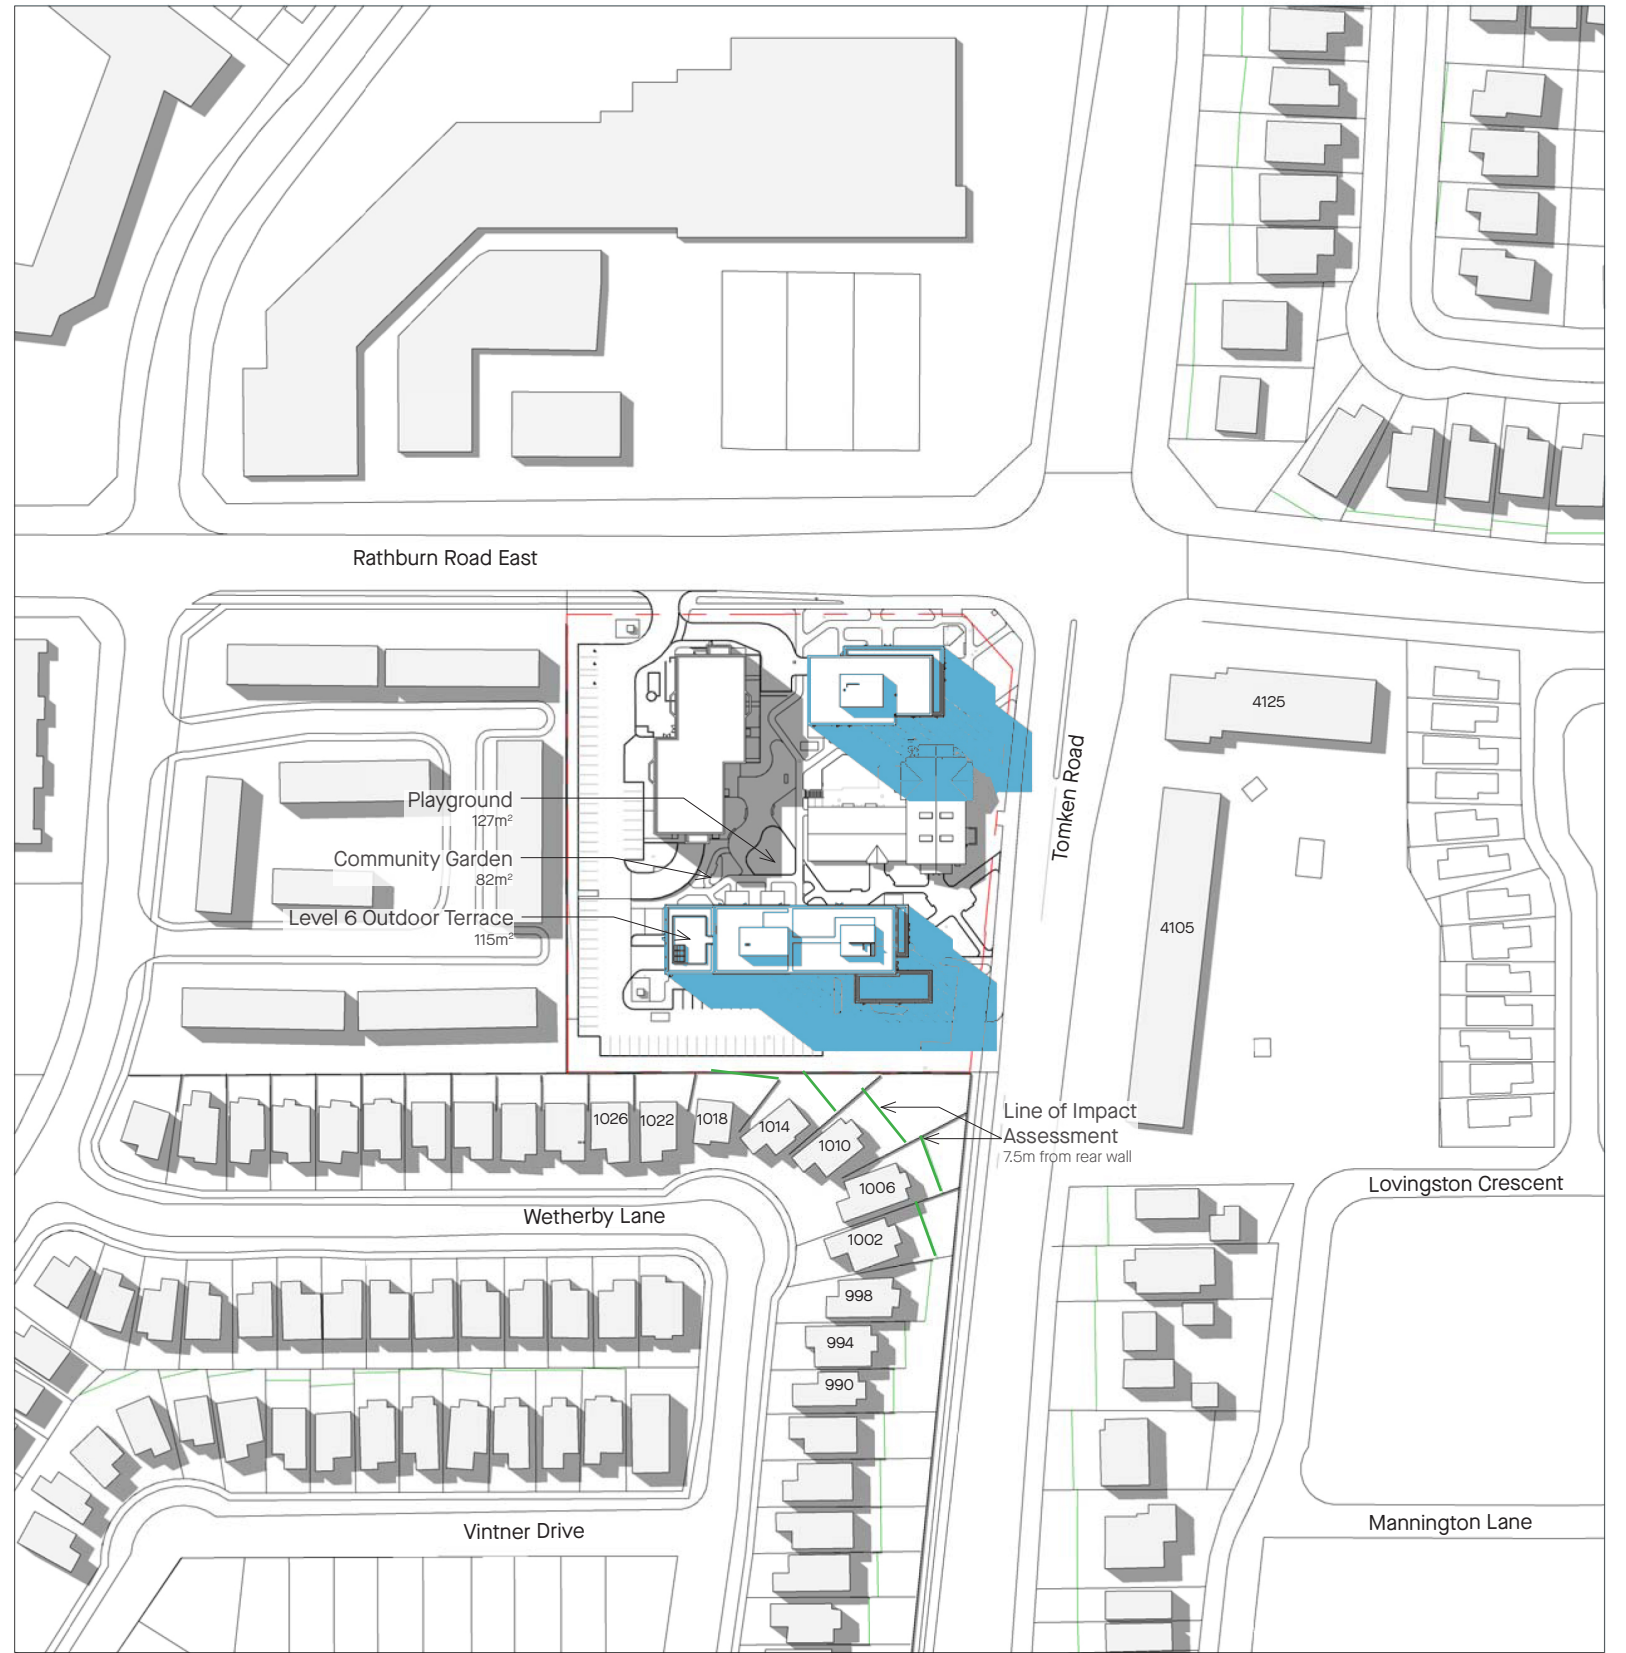 Rathburn Road East
4125
Tomken Road
Playground
127m²
Community Garden
82m²
Level 6 Outdoor Terrace
115m²
4105
Line of Impact
Assessment
7.5m from rear wall
1026
1022
1018
1014
1010
1006
1002
998
994
990
Lovingston Crescent
Wetherby Lane
Vintner Drive
Mannington Lane